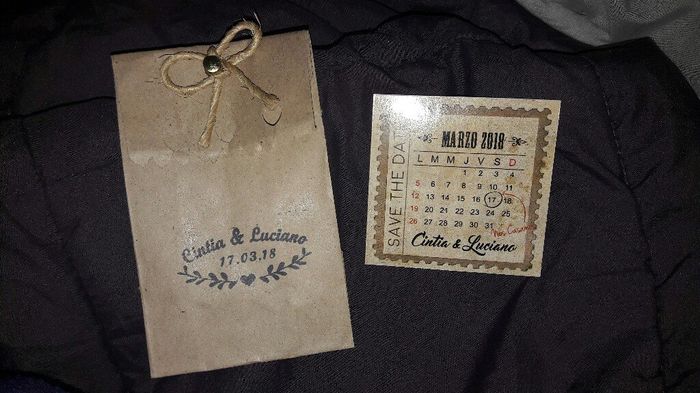 Cintia & Luciano
17.03.18
SAVE THE DATE
MARZO 2018
L M M J V S D
1 2 3 4
5 6 7 8 9 10 11
12 13 14 15 16 17 18
19 20 21 22 23 24 25
26 27 28 29 30 31
Nos Casamos
Cintia & Luciano